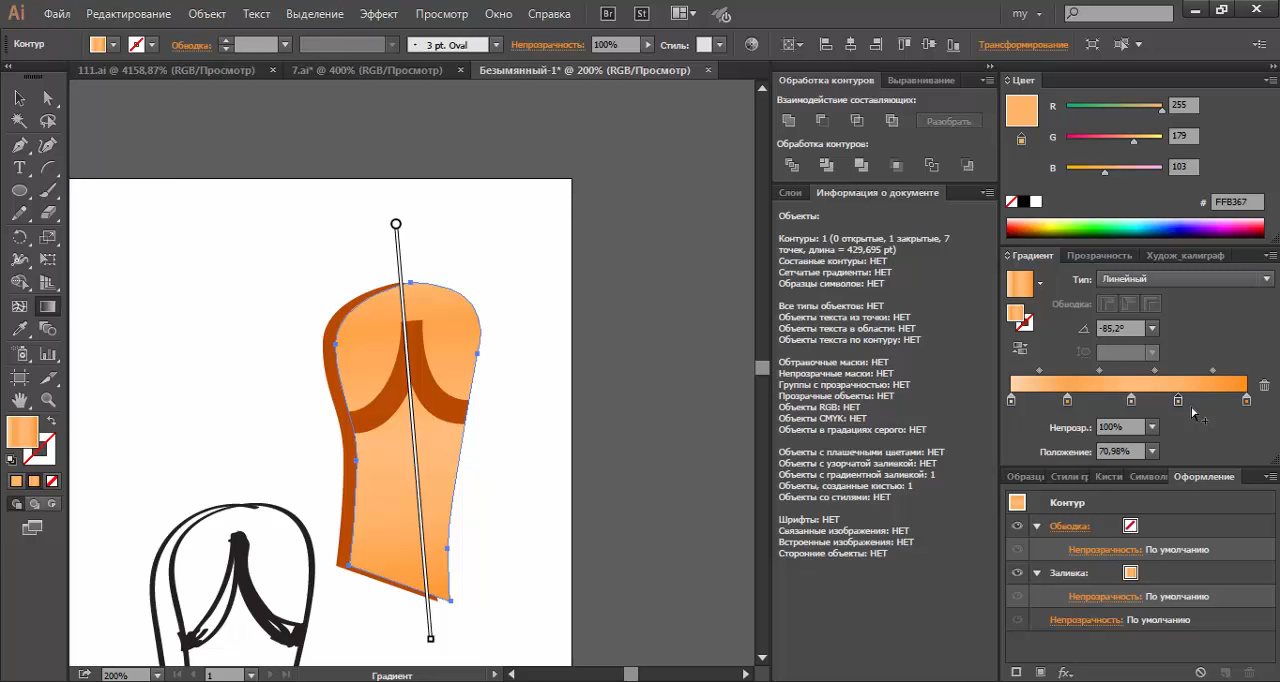 Ai Файл Редактирование Объект Текст Выделение Эффект Просмотр Окно Справка Br St my
Контур Обводка: 3 pt. Oval Непрозрачность: 100% Стиль: Трансформирование
111.ai @ 4158,87% (RGB/Просмотр) × 7.ai* @ 400% (RGB/Просмотр) × Безымянный-1* @ 200% (RGB/Просмотр) ×
Обработка контуров Выравнивание
Взаимодействие составляющих:
Разобрать
Обработка контуров:
Слои Информация о документе
Объекты:
Контуры: 1 (0 открытые, 1 закрытые, 7
точек, длина = 429,695 pt)
Составные контуры: НЕТ
Сетчатые градиенты: НЕТ
Образцы символов: НЕТ
Все типы объектов: НЕТ
Объекты текста из точки: НЕТ
Объекты текста в области: НЕТ
Объекты текста по контуру: НЕТ
Обтравочные маски: НЕТ
Непрозрачные маски: НЕТ
Группы с прозрачностью: НЕТ
Прозрачные объекты: НЕТ
Объекты RGB: НЕТ
Объекты CMYK: НЕТ
Объекты в градациях серого: НЕТ
Объекты с плашечными цветами: НЕТ
Объекты с узорчатой заливкой: НЕТ
Объекты с градиентной заливкой: 1
Объекты, созданные кистью: 1
Объекты со стилями: НЕТ
Шрифты: НЕТ
Связанные изображения: НЕТ
Встроенные изображения: НЕТ
Сторонние объекты: НЕТ
Цвет
R 255
G 179
B 103
# FFB367
Градиент Прозрачность Худож_калиграф
Тип: Линейный
Обводка:
-85,2°
Непрозр.: 100%
Положение: 70,98%
Образцы Стили гр Кисти Символы Оформление
Контур
Обводка:
Непрозрачность: По умолчанию
Заливка:
Непрозрачность: По умолчанию
Непрозрачность: По умолчанию
fx
200% 1 Градиент